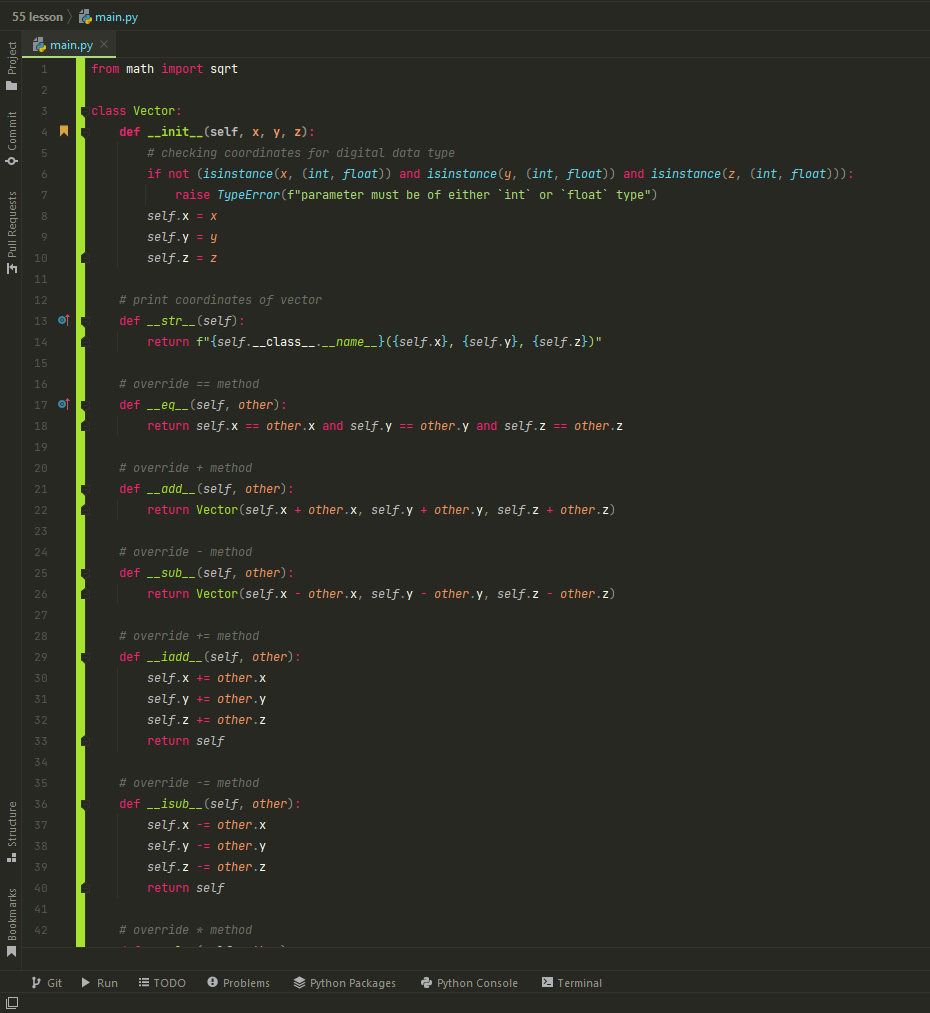 55 lesson 〉 main.py
main.py ×
Project
Commit
Pull Requests
Structure
Bookmarks
1 from math import sqrt
2
3 class Vector:
4     def __init__(self, x, y, z):
5         # checking coordinates for digital data type
6         if not (isinstance(x, (int, float)) and isinstance(y, (int, float)) and isinstance(z, (int, float))):
7             raise TypeError(f"parameter must be of either `int` or `float` type")
8         self.x = x
9         self.y = y
10         self.z = z
11
12     # print coordinates of vector
13     def __str__(self):
14         return f"{self.__class__.__name__}({self.x}, {self.y}, {self.z})"
15
16     # override == method
17     def __eq__(self, other):
18         return self.x == other.x and self.y == other.y and self.z == other.z
19
20     # override + method
21     def __add__(self, other):
22         return Vector(self.x + other.x, self.y + other.y, self.z + other.z)
23
24     # override - method
25     def __sub__(self, other):
26         return Vector(self.x - other.x, self.y - other.y, self.z - other.z)
27
28     # override += method
29     def __iadd__(self, other):
30         self.x += other.x
31         self.y += other.y
32         self.z += other.z
33         return self
34
35     # override -= method
36     def __isub__(self, other):
37         self.x -= other.x
38         self.y -= other.y
39         self.z -= other.z
40         return self
41
42     # override * method
Git Run TODO Problems Python Packages Python Console Terminal